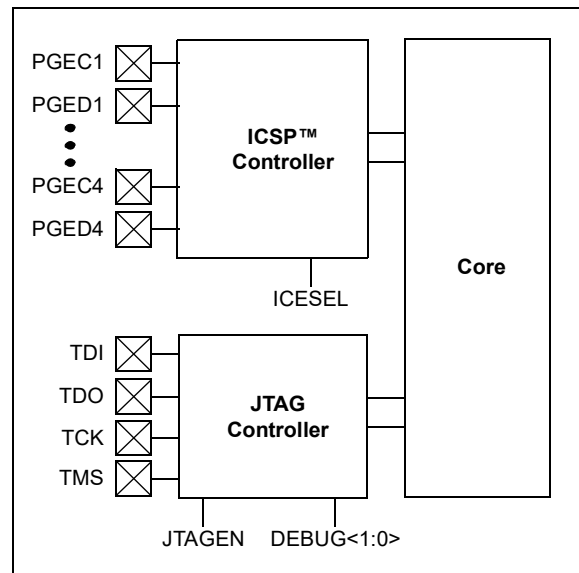 PGEC1
PGED1
PGEC4
PGED4
ICSP™
Controller
ICESEL
Core
TDI
TDO
TCK
TMS
JTAG
Controller
JTAGEN
DEBUG<1:0>